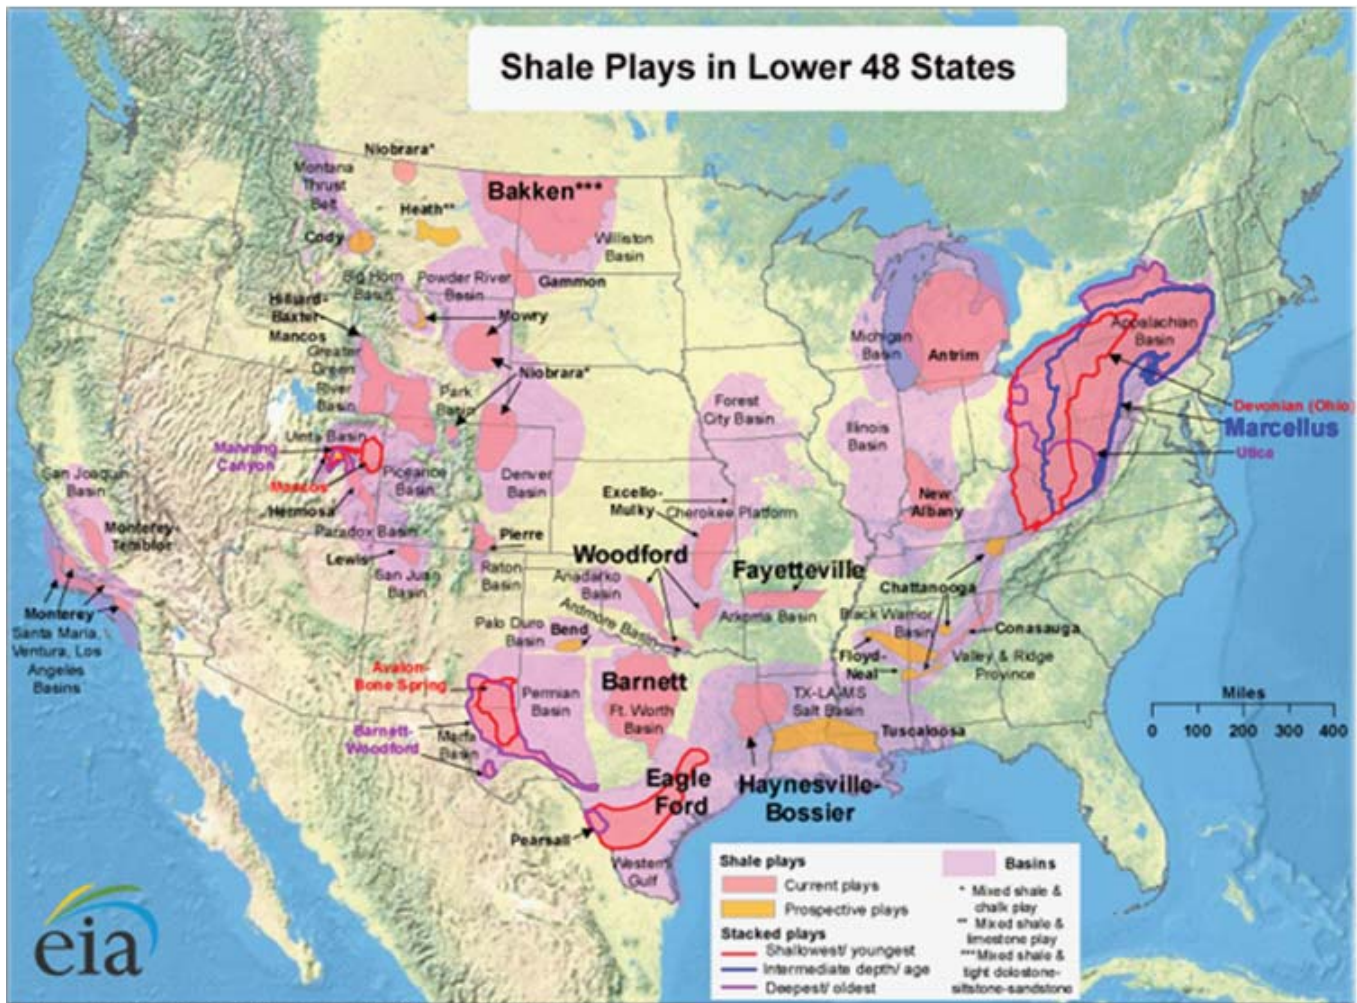 Shale Plays in Lower 48 States
Niobrara*
Montana
Thrust
Belt
Bakken***
Heath**
Cody
Williston
Basin
Big Horn
Basin
Powder River
Basin
Gammon
Hilliard-
Baxter-
Mancos
Mowry
Greater
Green
River
Basin
Niobrara*
Park
Basin
Michigan
Basin
Antrim
Appalachian
Basin
Forest
City Basin
Illinois
Basin
Devonian (Ohio)
Marcellus
Utica
Uinta Basin
Manning
Canyon
Mancos
Piceance
Basin
Denver
Basin
San Joaquin
Basin
Hermosa
Excello-
Mulky
Cherokee Platform
New
Albany
Monterey-
Temblor
Paradox Basin
Pierre
Lewis
San Juan
Basin
Raton
Basin
Woodford
Anadarko
Basin
Fayetteville
Chattanooga
Arkoma Basin
Ardmore Basin
Monterey
Santa Maria,
Ventura, Los
Angeles
Basins
Palo Duro
Basin
Bend
Black Warrior
Basin
Conasauga
Floyd-
Neal
Valley & Ridge
Province
Avalon-
Bone Spring
Permian
Basin
Barnett
Ft. Worth
Basin
TX-LA-MS
Salt Basin
Tuscaloosa
Miles
0 100 200 300 400
Barnett-
Woodford
Marfa
Basin
Eagle
Ford
Haynesville-
Bossier
Pearsall
Western
Gulf
Shale plays
Current plays
Prospective plays
Stacked plays
Shallowest/ youngest
Intermediate depth/ age
Deepest/ oldest
Basins
* Mixed shale &
chalk play
** Mixed shale &
limestone play
***Mixed shale &
tight dolostone-
siltstone-sandstone
eia